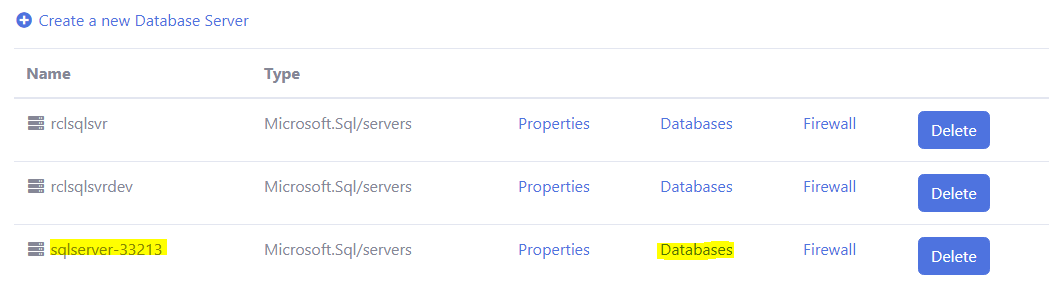 Create a new Database Server
Name Type
rclsqlsvr Microsoft.Sql/servers Properties Databases Firewall Delete
rclsqlsvrdev Microsoft.Sql/servers Properties Databases Firewall Delete
sqlserver-33213 Microsoft.Sql/servers Properties Databases Firewall Delete